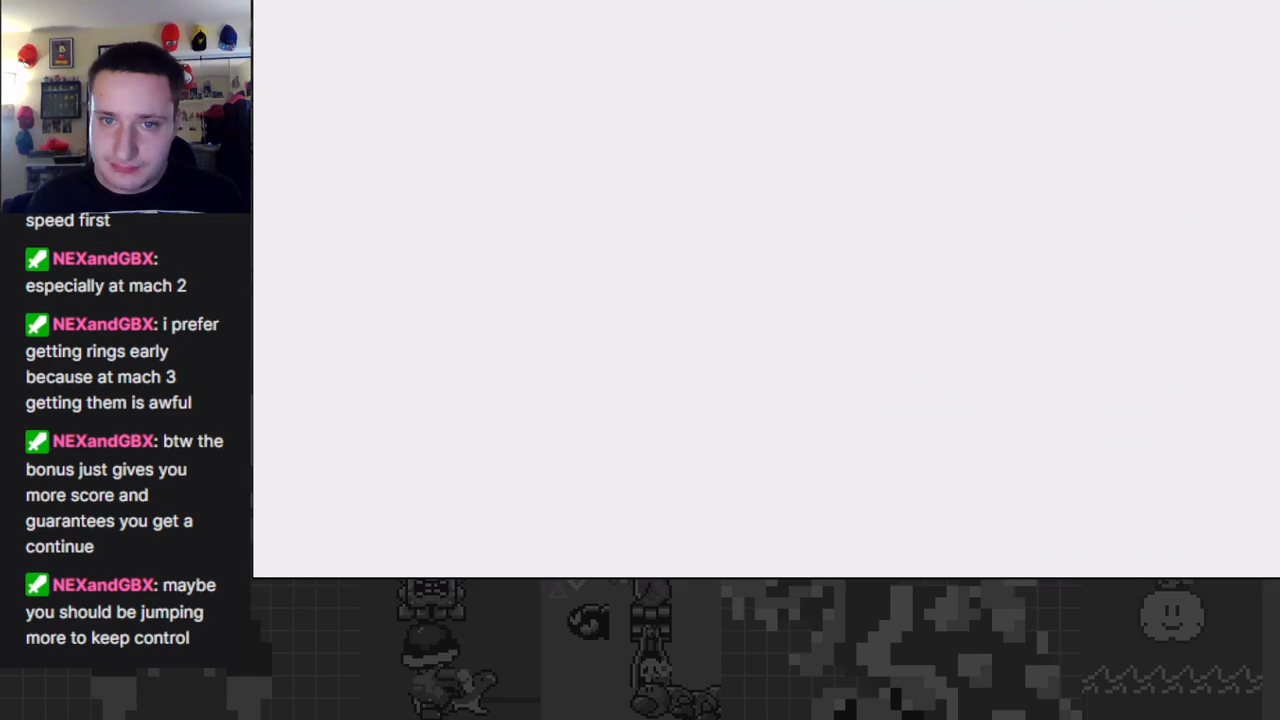 speed first
NEXandGBX:
especially at mach 2
NEXandGBX: i prefer
getting rings early
because at mach 3
getting them is awful
NEXandGBX: btw the
bonus just gives you
more score and
guarantees you get a
continue
NEXandGBX: maybe
you should be jumping
more to keep control